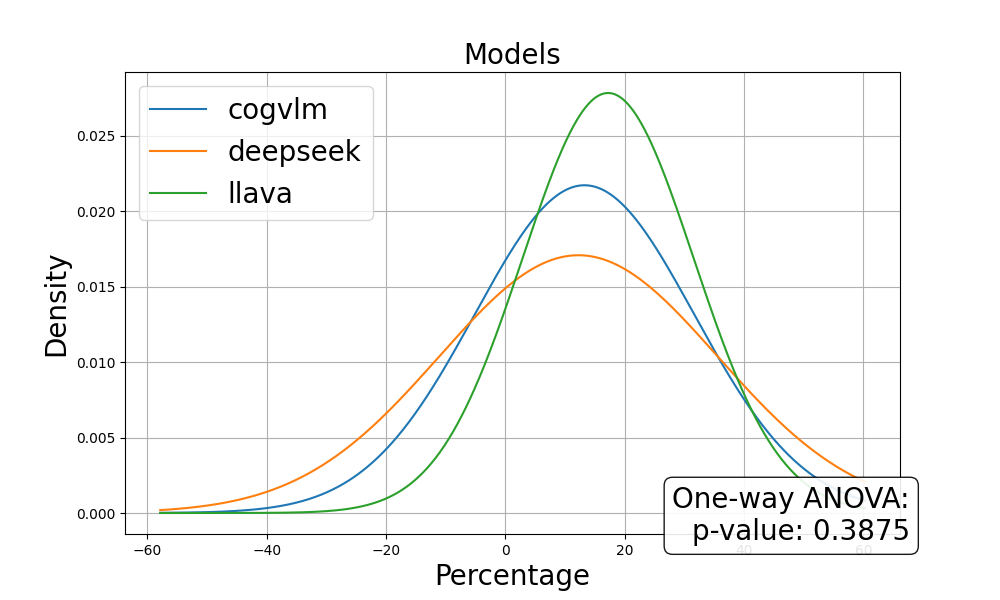 Models
cogvlm
deepseek
llava
0.025
0.020
0.015
0.010
0.005
0.000
Density
One-way ANOVA:
p-value: 0.3875
−60
−40
−20
0
20
40
60
Percentage